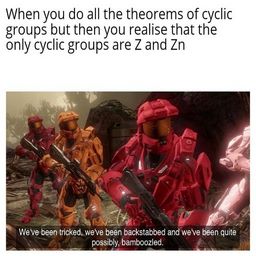 When you do all the theorems of cyclic
groups but then you realise that the
only cyclic groups are Z and Zn
We've been tricked, we've been backstabbed and we've been quite
possibly, bamboozled.